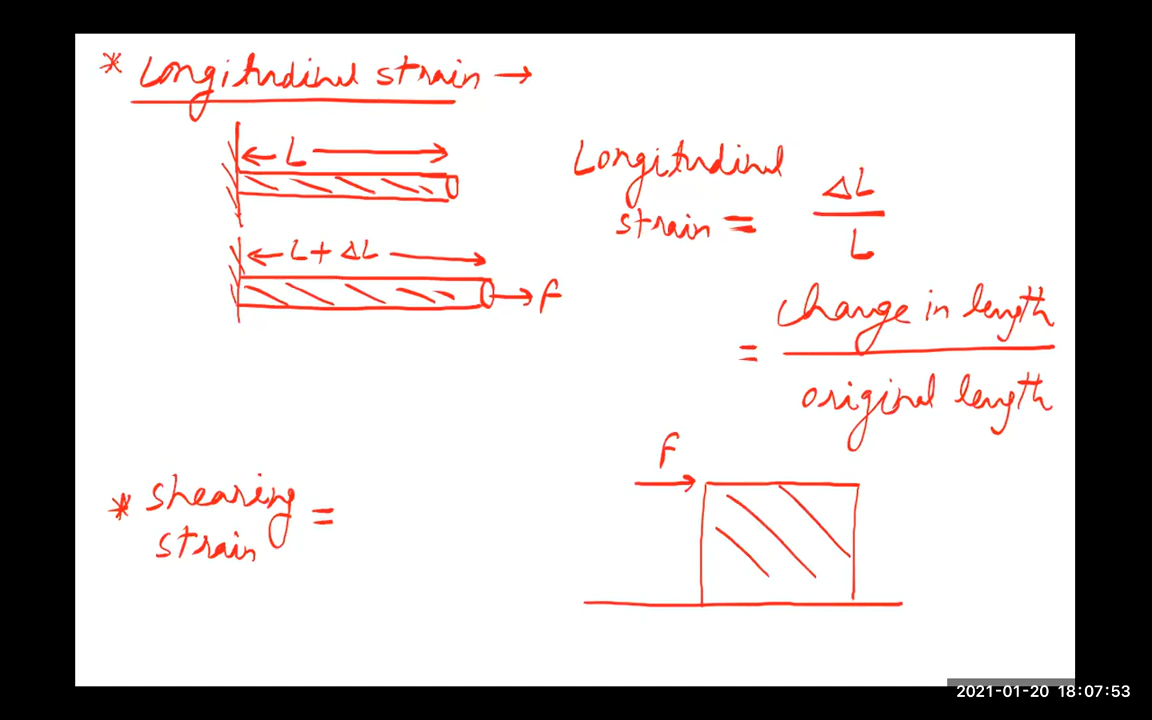 * Longitudinal strain →
← L →
← L + ΔL →
→ F
Longitudinal
strain = ΔL / L
= change in length / original length
F
* shearing
strain =
2021-01-20 18:07:53